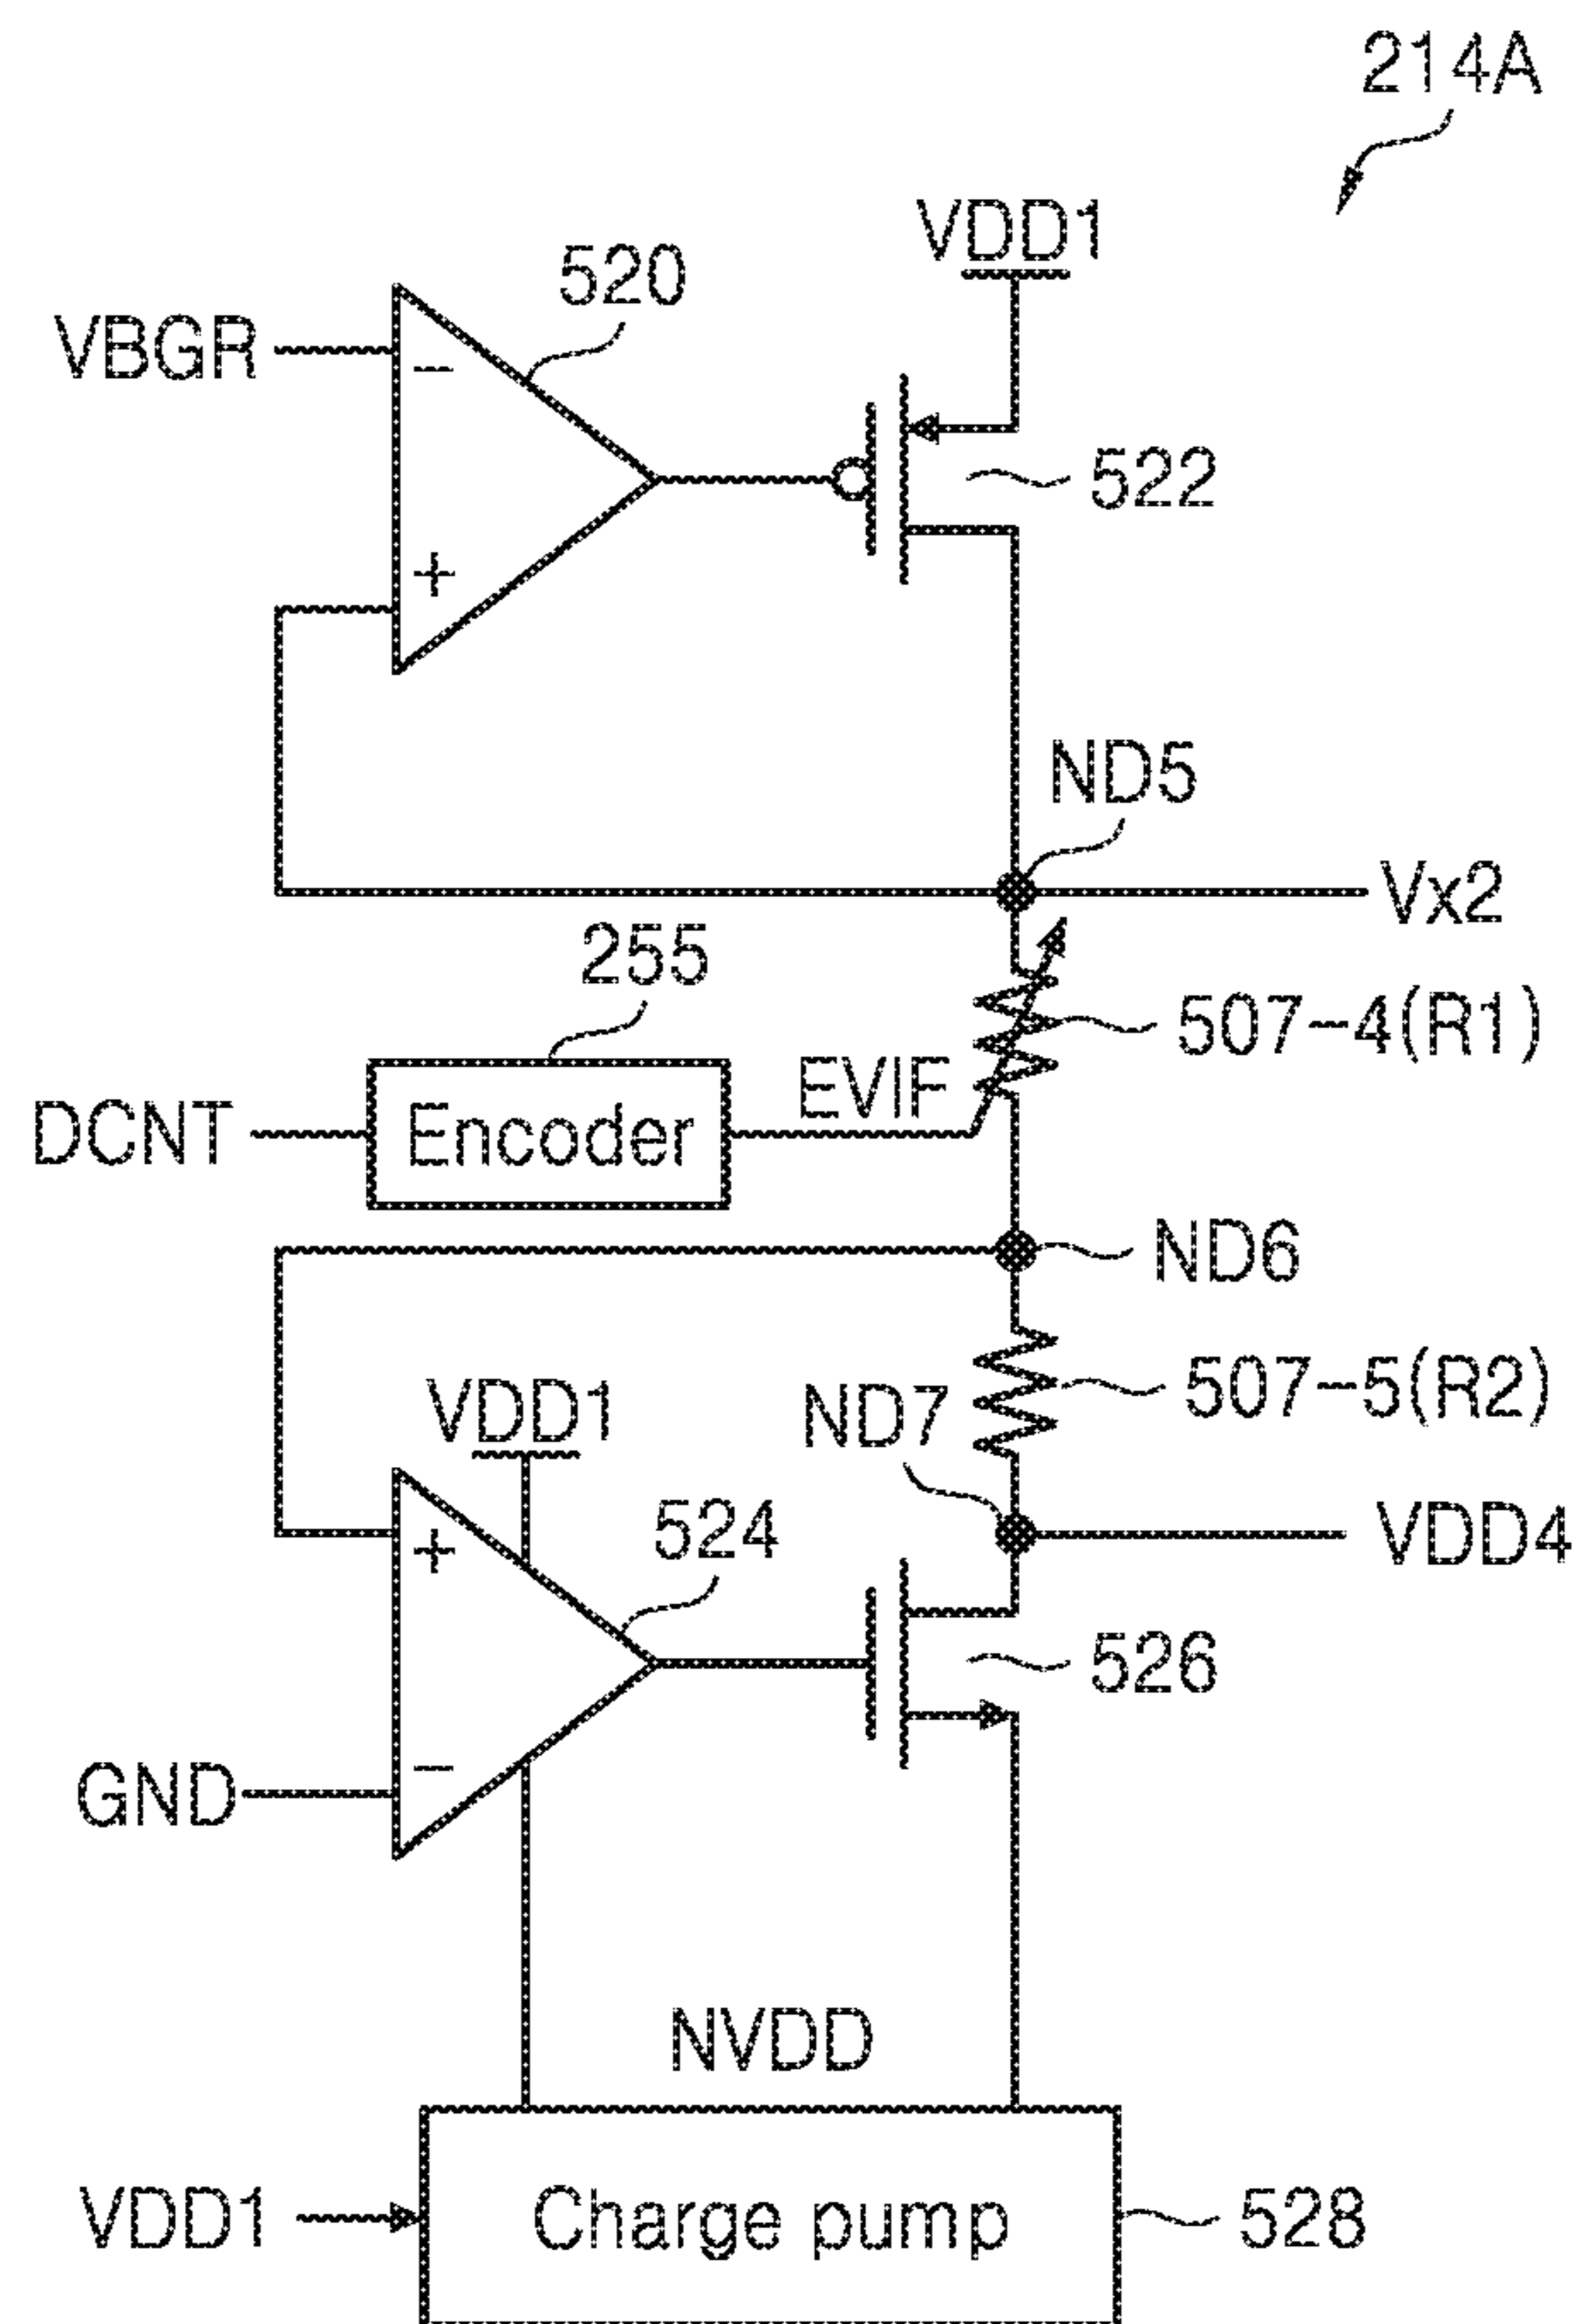 214A
VDD1
520
VBGR
−
522
+
ND5
Vx2
255
507-4(R1)
EVIF
DCNT
Encoder
ND6
507-5(R2)
VDD1
ND7
524
VDD4
+
526
−
GND
NVDD
VDD1
Charge pump
528